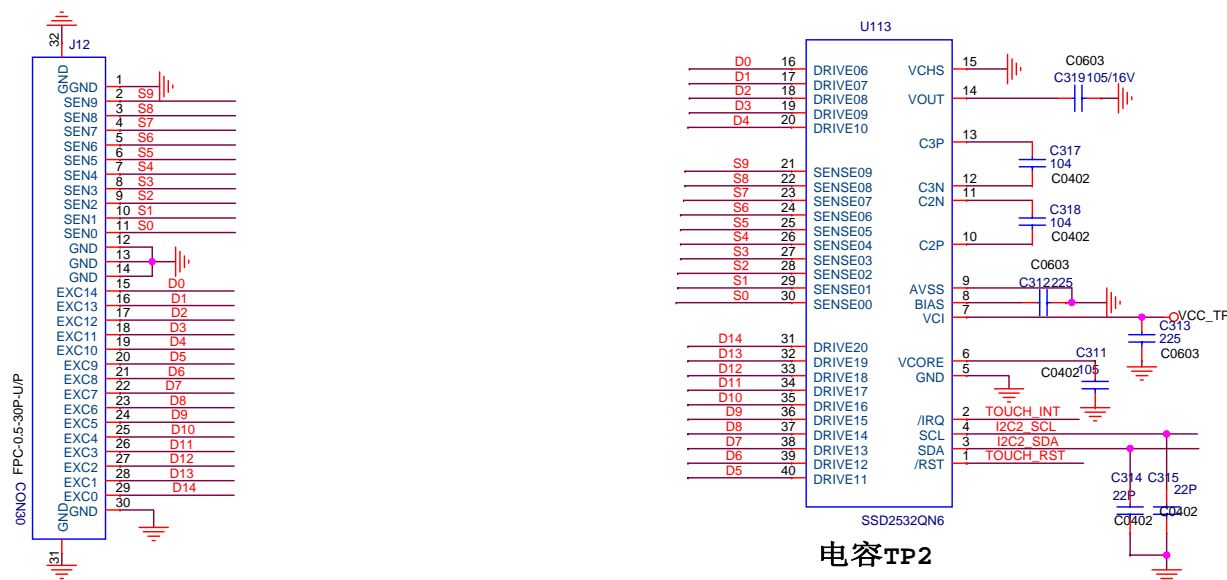 32
J12
GND
1
GND
2
S9
SEN9
3
S8
SEN8
4
S7
SEN7
5
S6
SEN6
6
S5
SEN5
7
S4
SEN4
8
S3
SEN3
9
S2
SEN2
10
S1
SEN1
11
S0
SEN0
12
GND
13
GND
14
GND
15
D0
EXC14
16
D1
EXC13
17
D2
EXC12
18
D3
EXC11
19
D4
EXC10
20
D5
EXC9
21
D6
EXC8
22
D7
EXC7
23
D8
EXC6
24
D9
EXC5
25
D10
EXC4
26
D11
EXC3
27
D12
EXC2
28
D13
EXC1
29
D14
EXC0
30
GND
GND
31
CON30
FPC-0.5-30P-U/P
U113
D0 16 DRIVE06
D1 17 DRIVE07
D2 18 DRIVE08
D3 19 DRIVE09
D4 20 DRIVE10
S9 21 SENSE09
S8 22 SENSE08
S7 23 SENSE07
S6 24 SENSE06
S5 25 SENSE05
S4 26 SENSE04
S3 27 SENSE03
S2 28 SENSE02
S1 29 SENSE01
S0 30 SENSE00
D14 31 DRIVE20
D13 32 DRIVE19
D12 33 DRIVE18
D11 34 DRIVE17
D10 35 DRIVE16
D9 36 DRIVE15
D8 37 DRIVE14
D7 38 DRIVE13
D6 39 DRIVE12
D5 40 DRIVE11
VCHS 15
VOUT 14
C0603
C319 105/16V
C3P 13
C317
104
C0402
C3N 12
C2N 11
C318
104
C0402
C2P 10
C0603
AVSS 9
C312 225
BIAS 8
VCI 7
VCC_TP
C313
225
C0603
VCORE 6
C311
105
C0402
GND 5
/IRQ 2 TOUCH_INT
SCL 4 I2C2_SCL
SDA 3 I2C2_SDA
/RST 1 TOUCH_RST
C314
22P
C0402
C315
22P
C0402
SSD2532QN6
电容TP2